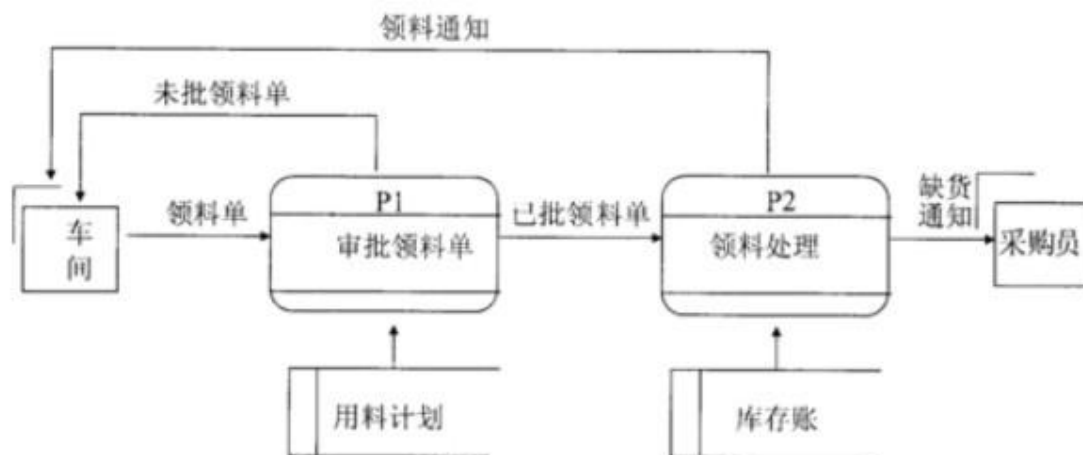 领料通知
未批领料单
车间
领料单
P1
审批领料单
已批领料单
P2
领料处理
缺货
通知
采购员
用料计划
库存账